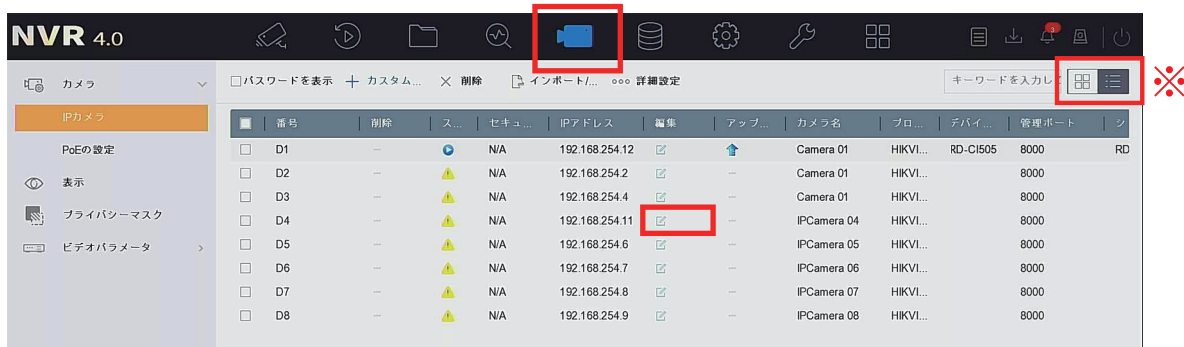 NVR 4.0
3
カメラ
□パスワードを表示 + カスタム... × 削除 インポート/... 詳細設定
キーワードを入力し
※
IPカメラ
番号 削除 ス... セキュ... IPアドレス 編集 アップ... カメラ名 プロ... デバイ... 管理ポート シ
PoEの設定
表示
プライバシーマスク
ビデオパラメータ
D1 — N/A 192.168.254.12 Camera 01 HIKVI... RD-CI505 8000 RD
D2 — N/A 192.168.254.2 — Camera 01 HIKVI... 8000
D3 — N/A 192.168.254.4 — Camera 01 HIKVI... 8000
D4 — N/A 192.168.254.11 — IPCamera 04 HIKVI... 8000
D5 — N/A 192.168.254.6 — IPCamera 05 HIKVI... 8000
D6 — N/A 192.168.254.7 — IPCamera 06 HIKVI... 8000
D7 — N/A 192.168.254.8 — IPCamera 07 HIKVI... 8000
D8 — N/A 192.168.254.9 — IPCamera 08 HIKVI... 8000